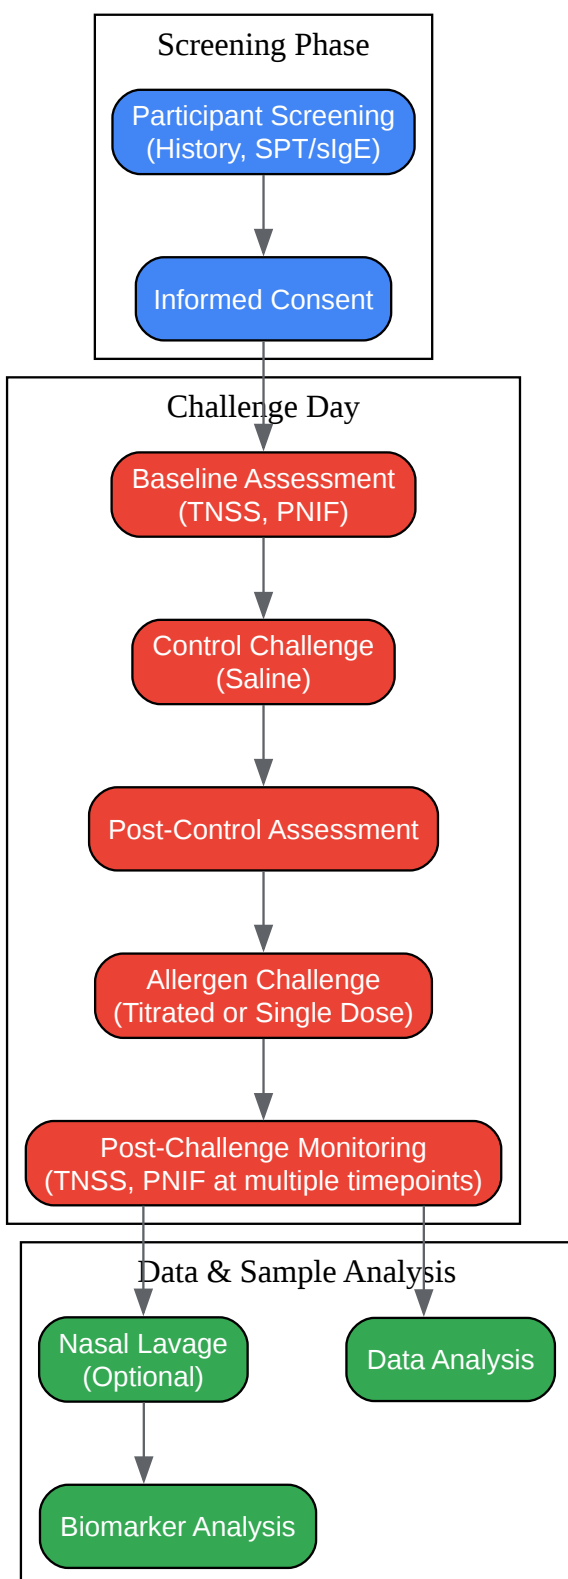 Screening Phase
Participant Screening
(History, SPT/sIgE)
Informed Consent
Challenge Day
Baseline Assessment
(TNSS, PNIF)
Control Challenge
(Saline)
Post-Control Assessment
Allergen Challenge
(Titrated or Single Dose)
Post-Challenge Monitoring
(TNSS, PNIF at multiple timepoints)
Data & Sample Analysis
Nasal Lavage
(Optional)
Data Analysis
Biomarker Analysis